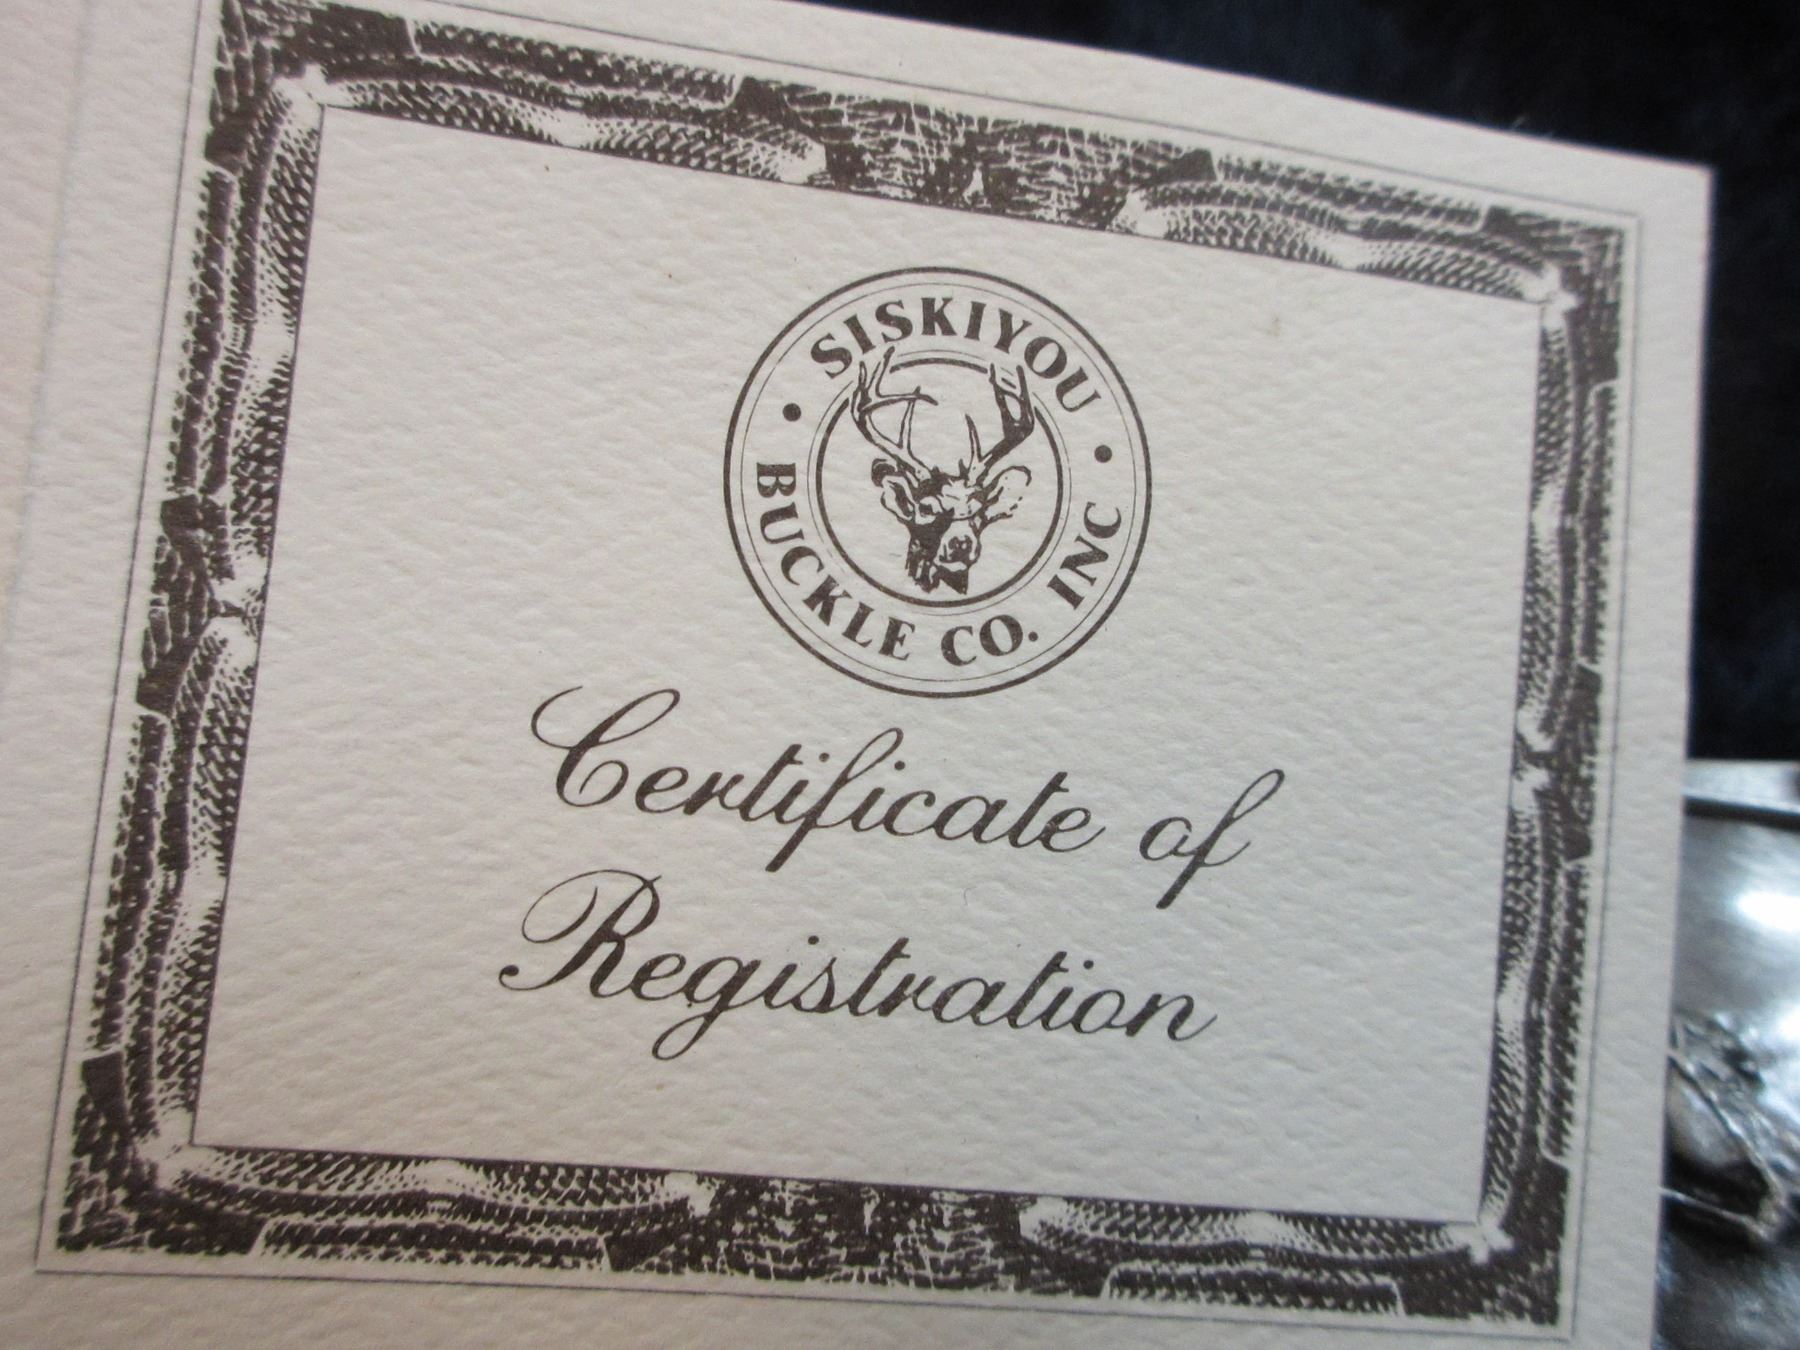 SISKIYOU
BUCKLE CO. INC
Certificate of
Registration